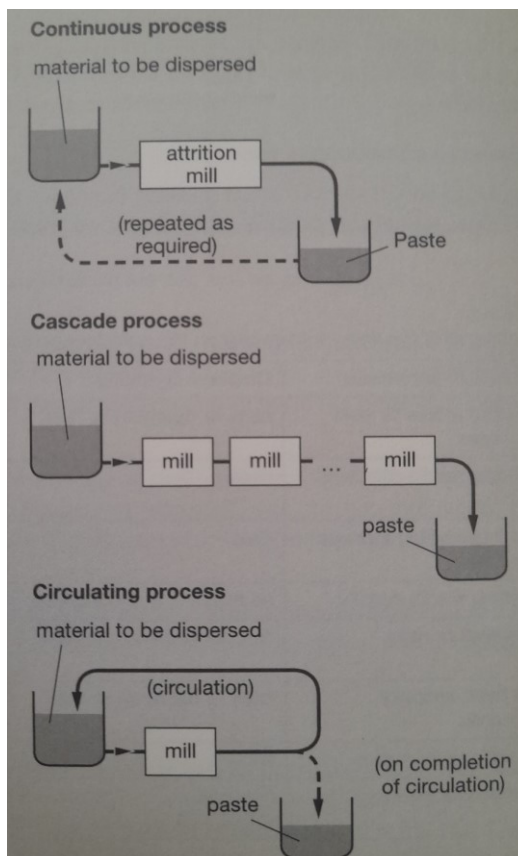 Continuous process
material to be dispersed
attrition
mill
(repeated as
required)
Paste
Cascade process
material to be dispersed
mill
mill
...
mill
paste
Circulating process
material to be dispersed
(circulation)
mill
(on completion
of circulation)
paste